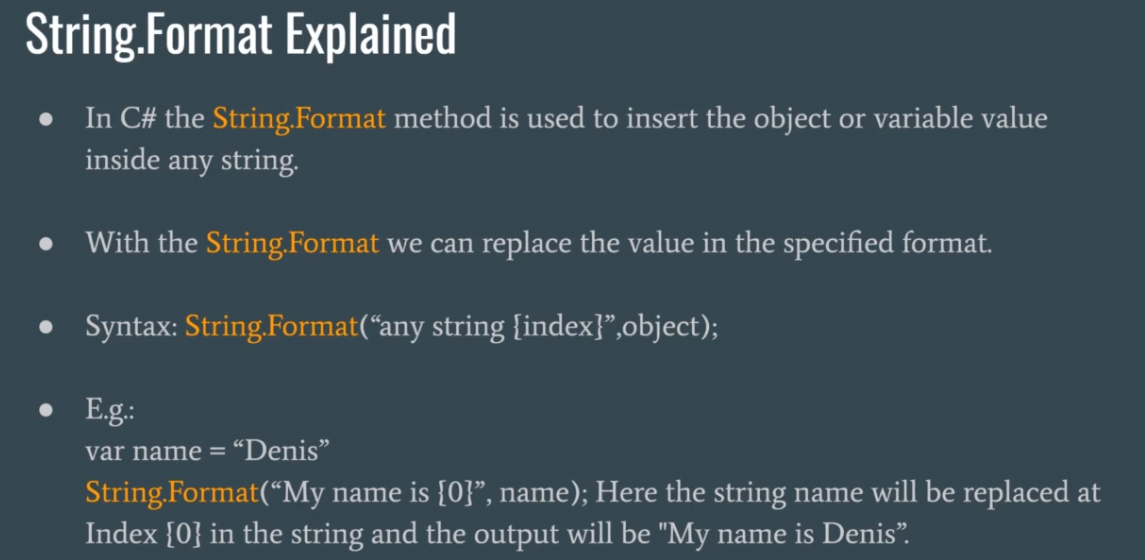 String.Format Explained
● In C# the String.Format method is used to insert the object or variable value
inside any string.
● With the String.Format we can replace the value in the specified format.
● Syntax: String.Format(“any string {index}”,object);
● E.g.:
var name = “Denis”
String.Format(“My name is {0}”, name); Here the string name will be replaced at
Index {0} in the string and the output will be "My name is Denis”.